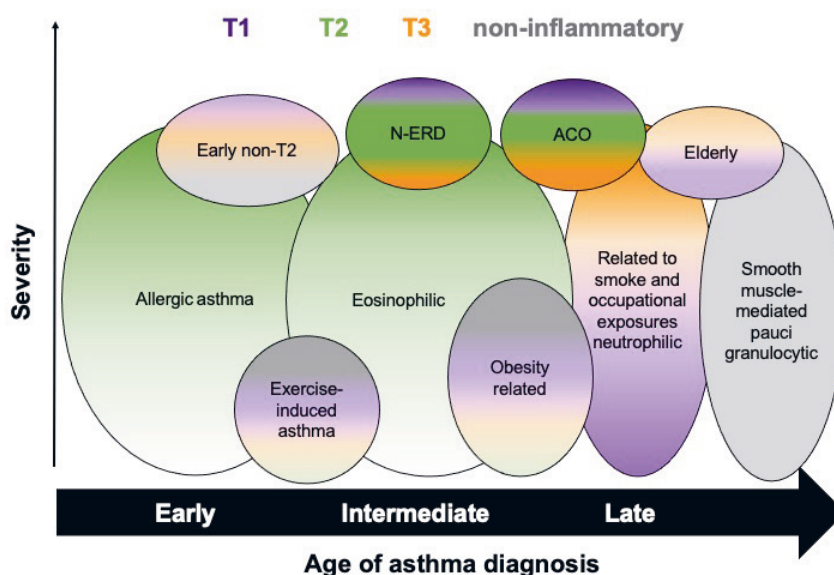 T1 T2 T3 non-inflammatory
Severity
Early non-T2
N-ERD
ACO
Elderly
Allergic asthma
Eosinophilic
Related to
smoke and
occupational
exposures
neutrophilic
Smooth
muscle-
mediated
pauci
granulocytic
Exercise-
induced
asthma
Obesity
related
Early Intermediate Late
Age of asthma diagnosis